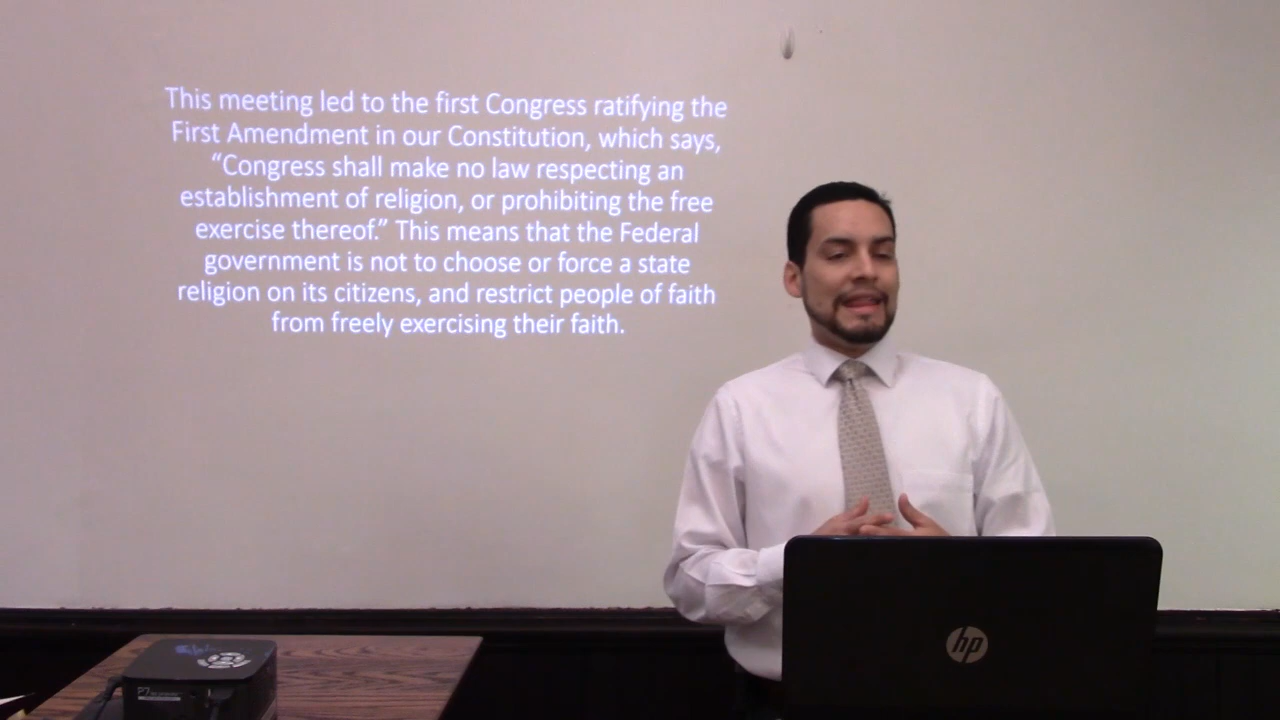 This meeting led to the first Congress ratifying the
First Amendment in our Constitution, which says,
“Congress shall make no law respecting an
establishment of religion, or prohibiting the free
exercise thereof.” This means that the Federal
government is not to choose or force a state
religion on its citizens, and restrict people of faith
from freely exercising their faith.
hp